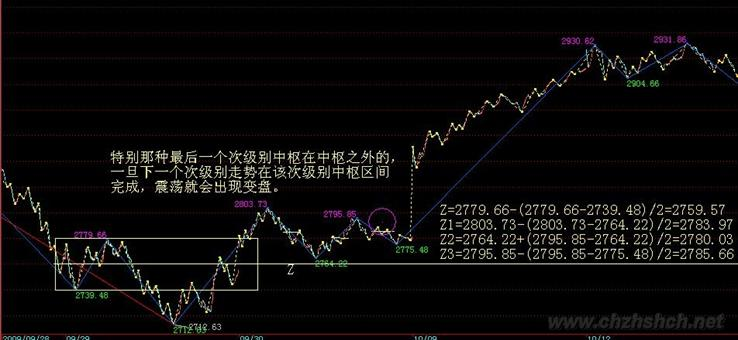 2930.62
2931.86
2904.66
特别那种最后一个次级别中枢在中枢之外的，
一旦下一个次级别走势在该次级别中枢区间
完成，震荡就会出现变盘。
2803.73
2795.85
2779.66
2775.48
2764.22
Z
2739.48
2712.63
Z=2779.66-(2779.66-2739.48)/2=2759.57
Z1=2803.73-(2803.73-2764.22)/2=2783.97
Z2=2764.22+(2795.85-2764.22)/2=2780.03
Z3=2795.85-(2795.85-2775.48)/2=2785.66
www.chzhshch.net
2009/09/28
09/29
09/30
10/09
10/12